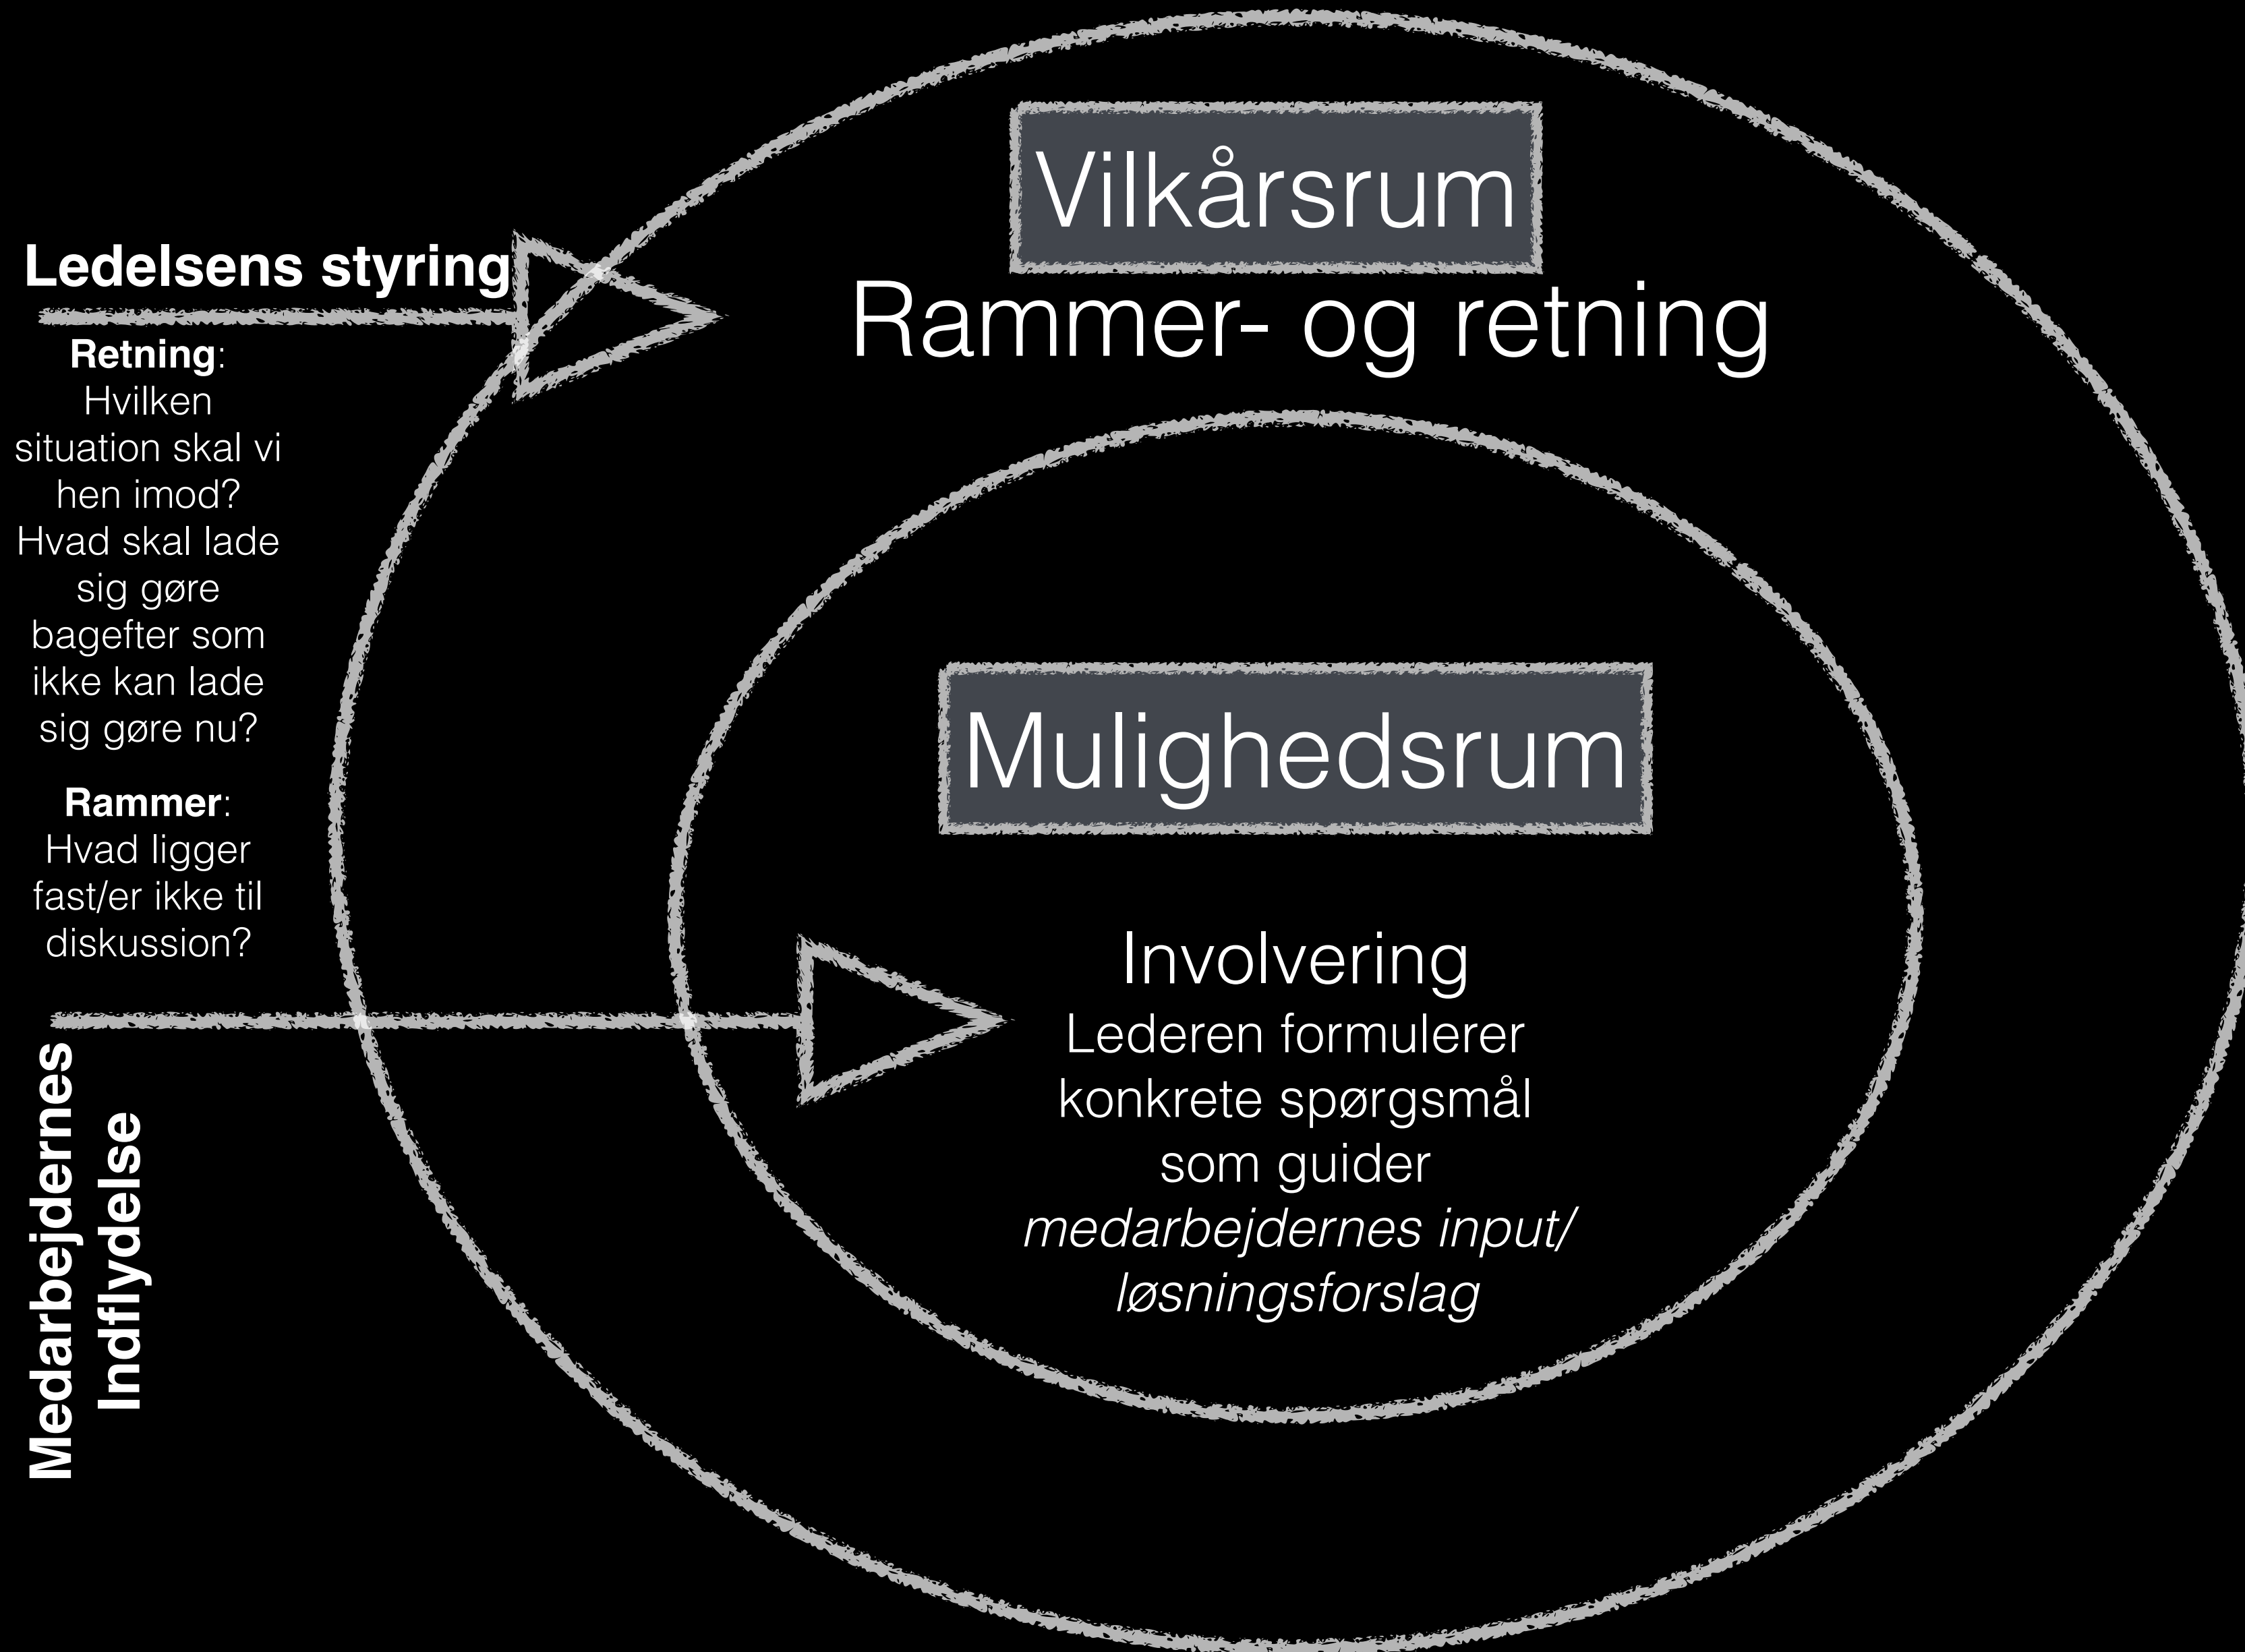 Vilkårsrum
Rammer- og retning
Ledelsens styring
Retning:
Hvilken
situation skal vi
hen imod?
Hvad skal lade
sig gøre
bagefter som
ikke kan lade
sig gøre nu?
Rammer:
Hvad ligger
fast/er ikke til
diskussion?
Mulighedsrum
Involvering
Lederen formulerer
konkrete spørgsmål
som guider
medarbejdernes input/
løsningsforslag
Medarbejdernes
Indflydelse